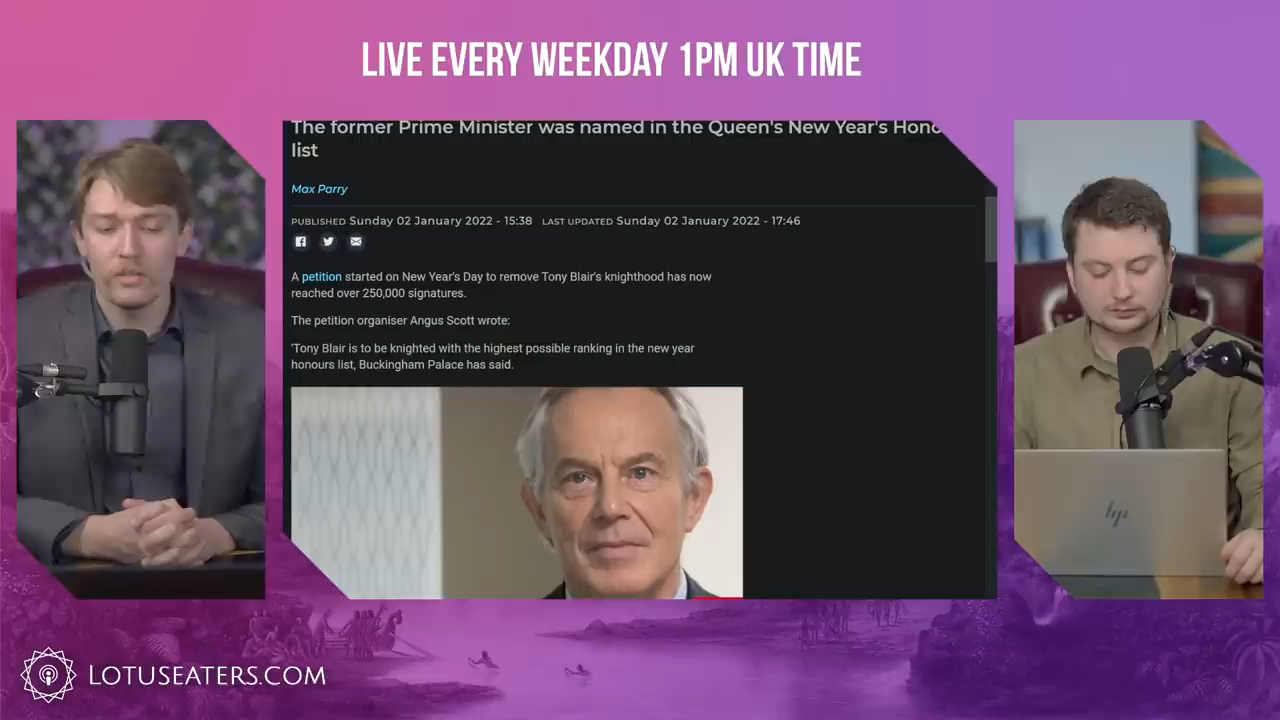 LIVE EVERY WEEKDAY 1PM UK TIME
The former Prime Minister was named in the Queen's New Year's Hono
list
Max Parry
PUBLISHED Sunday 02 January 2022 - 15:38 LAST UPDATED Sunday 02 January 2022 - 17:46
A petition started on New Year's Day to remove Tony Blair's knighthood has now
reached over 250,000 signatures.
The petition organiser Angus Scott wrote:
'Tony Blair is to be knighted with the highest possible ranking in the new year
honours list, Buckingham Palace has said.
hp
LOTUSEATERS.COM